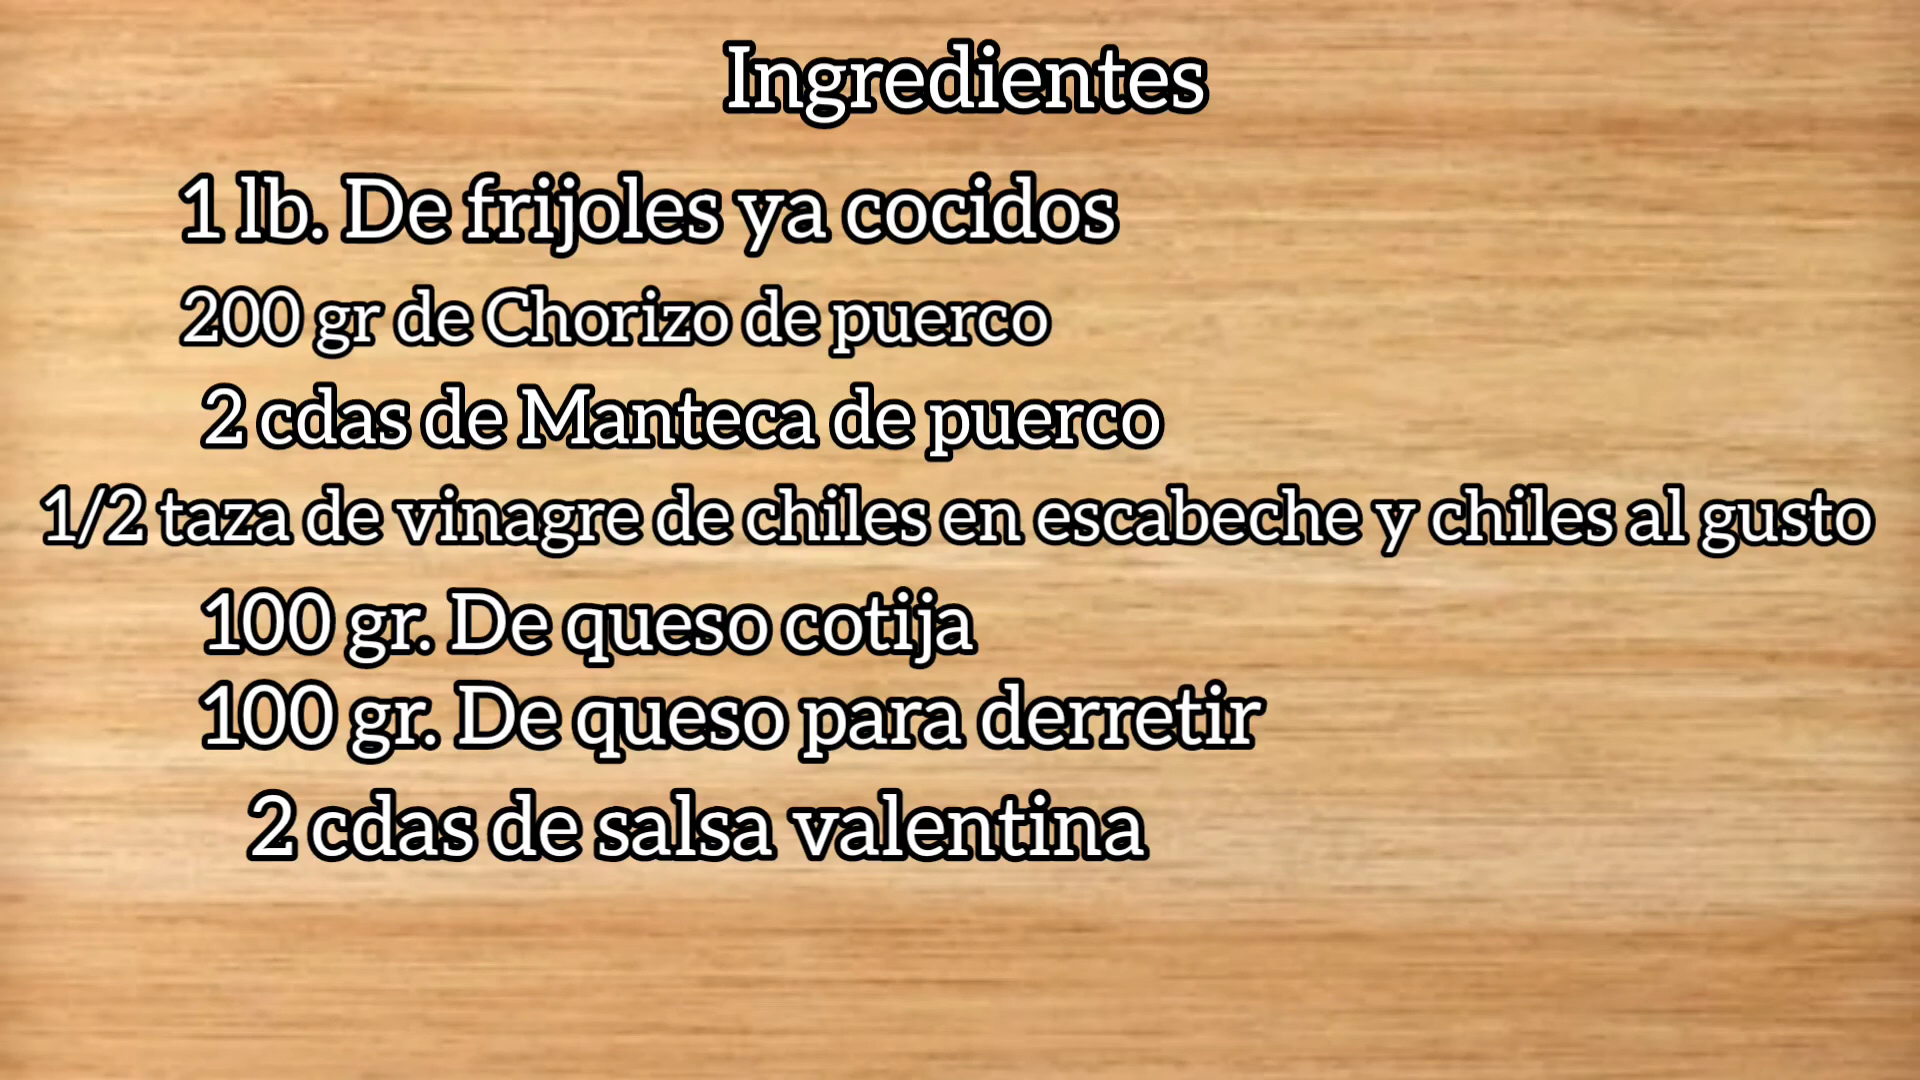 Ingredientes
1 lb. De frijoles ya cocidos
200 gr de Chorizo de puerco
2 cdas de Manteca de puerco
1/2 taza de vinagre de chiles en escabeche y chiles al gusto
100 gr. De queso cotija
100 gr. De queso para derretir
2 cdas de salsa valentina